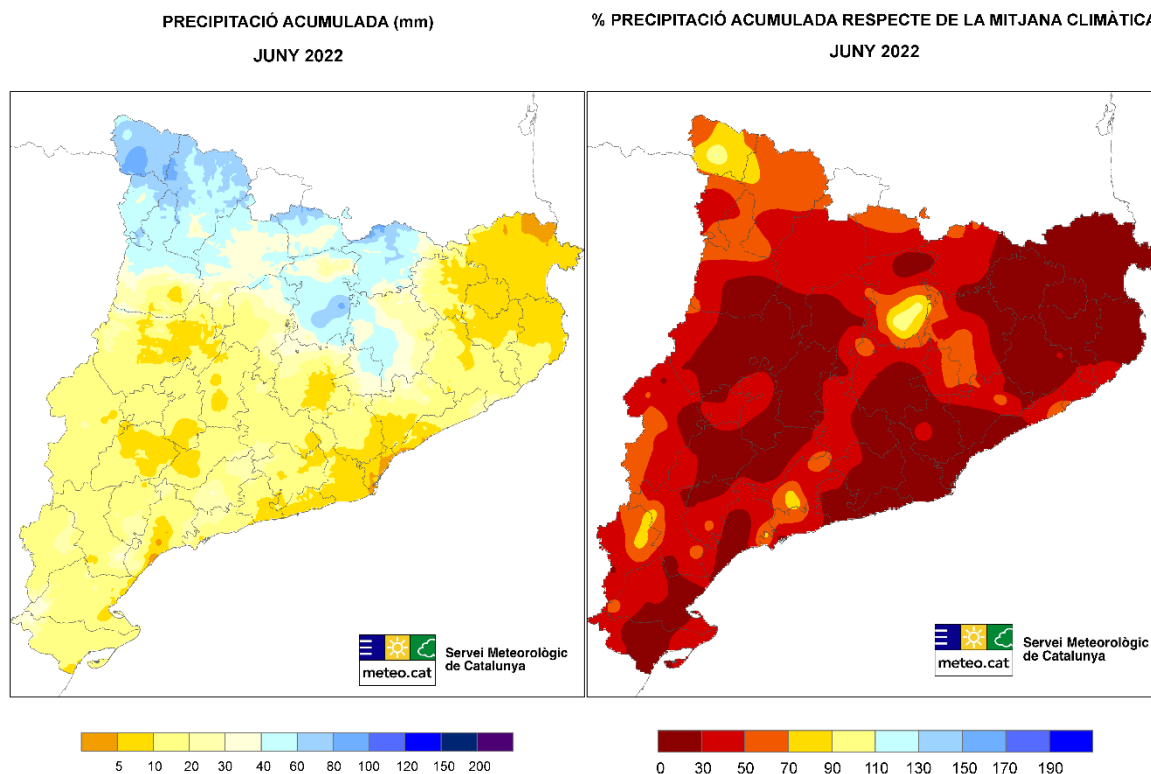 PRECIPITACIÓ ACUMULADA (mm)
JUNY 2022
% PRECIPITACIÓ ACUMULADA RESPECTE DE LA MITJANA CLIMÀTICA
JUNY 2022
meteo.cat
Servei Meteorològic
de Catalunya
meteo.cat
Servei Meteorològic
de Catalunya
5 10 20 30 40 60 80 100 120 150 200
0 30 50 70 90 110 130 150 170 190